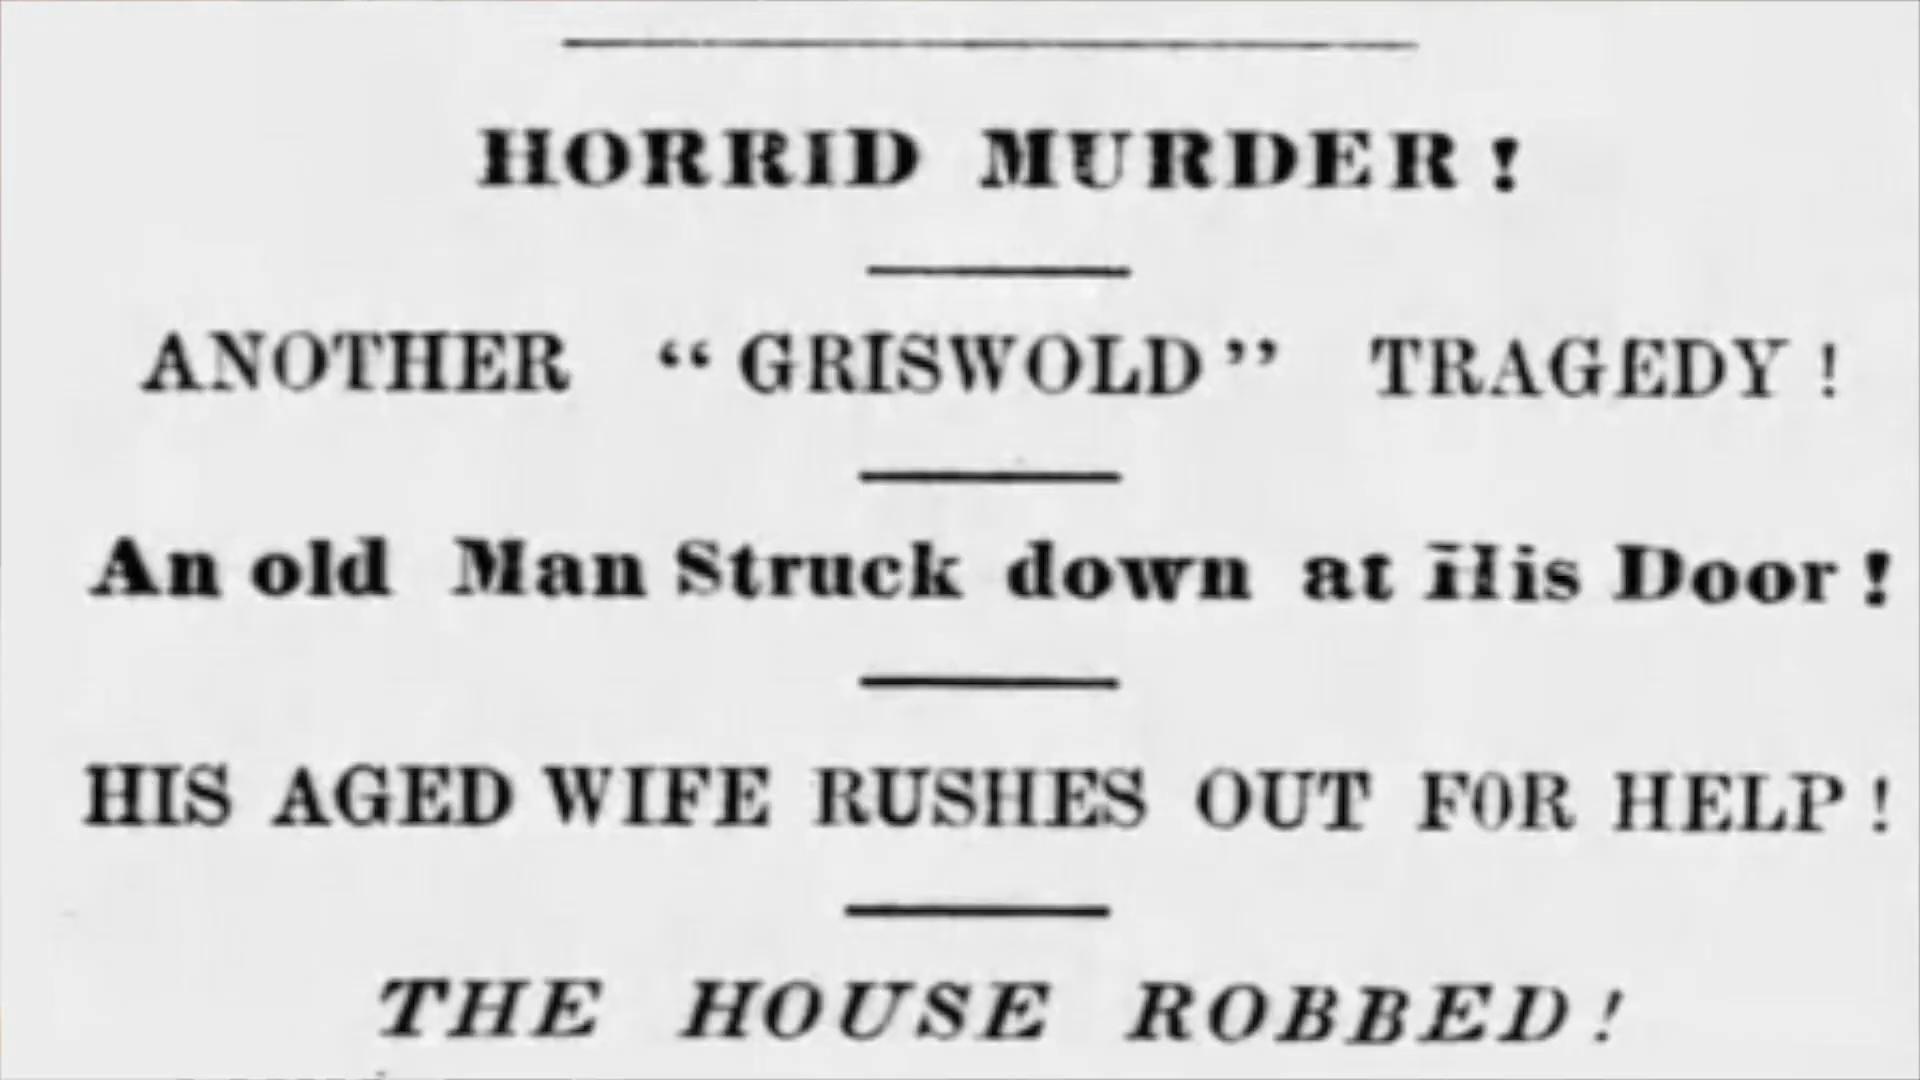 HORRID MURDER!
ANOTHER "GRISWOLD" TRAGEDY!
An old Man Struck down at His Door!
HIS AGED WIFE RUSHES OUT FOR HELP!
THE HOUSE ROBBED!